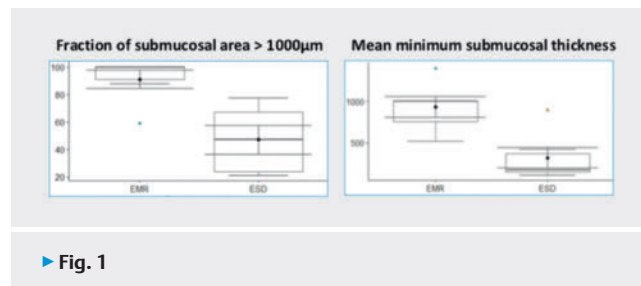 Fraction of submucosal area > 1000µm
Mean minimum submucosal thickness
100
80
60
40
20
EMR
ESD
1000
500
EMR
ESD
▶ Fig. 1